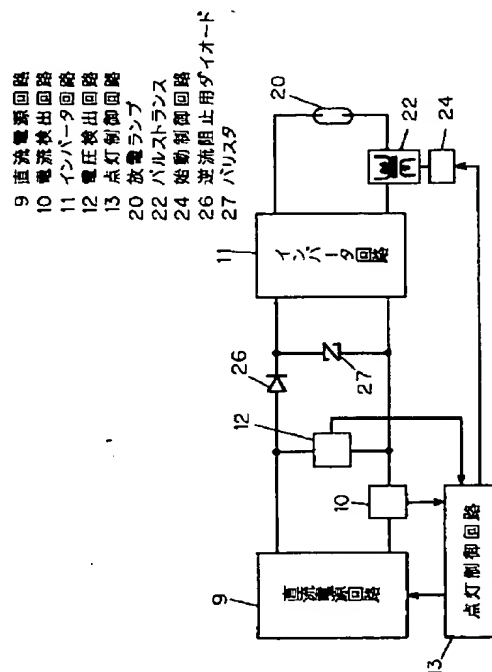 9 直流電源回路
10 電流検出回路
11 インバータ回路
12 電圧検出回路
13 点灯制御回路
20 放電ランプ
22 パルストランス
24 始動制御回路
26 逆流阻止用ダイオード
27 バリスタ
9
直流電源回路
10
12
26
27
11
インバータ回路
20
22
24
13
点灯制御回路